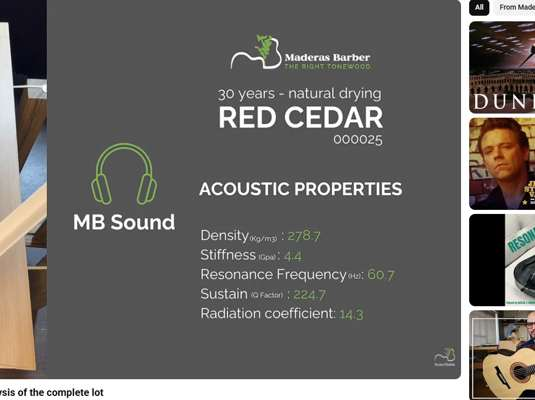 All
From Made
Maderas Barber
THE RIGHT TONEWOOD
30 years - natural drying
RED CEDAR
000025
ACOUSTIC PROPERTIES
MB Sound
Density (Kg/m3) : 278.7
Stiffness (Gpa) : 4.4
Resonance Frequency (Hz): 60.7
Sustain (Q Factor) : 224.7
Radiation coefficient: 14.3
DUN
RESON
ysis of the complete lot